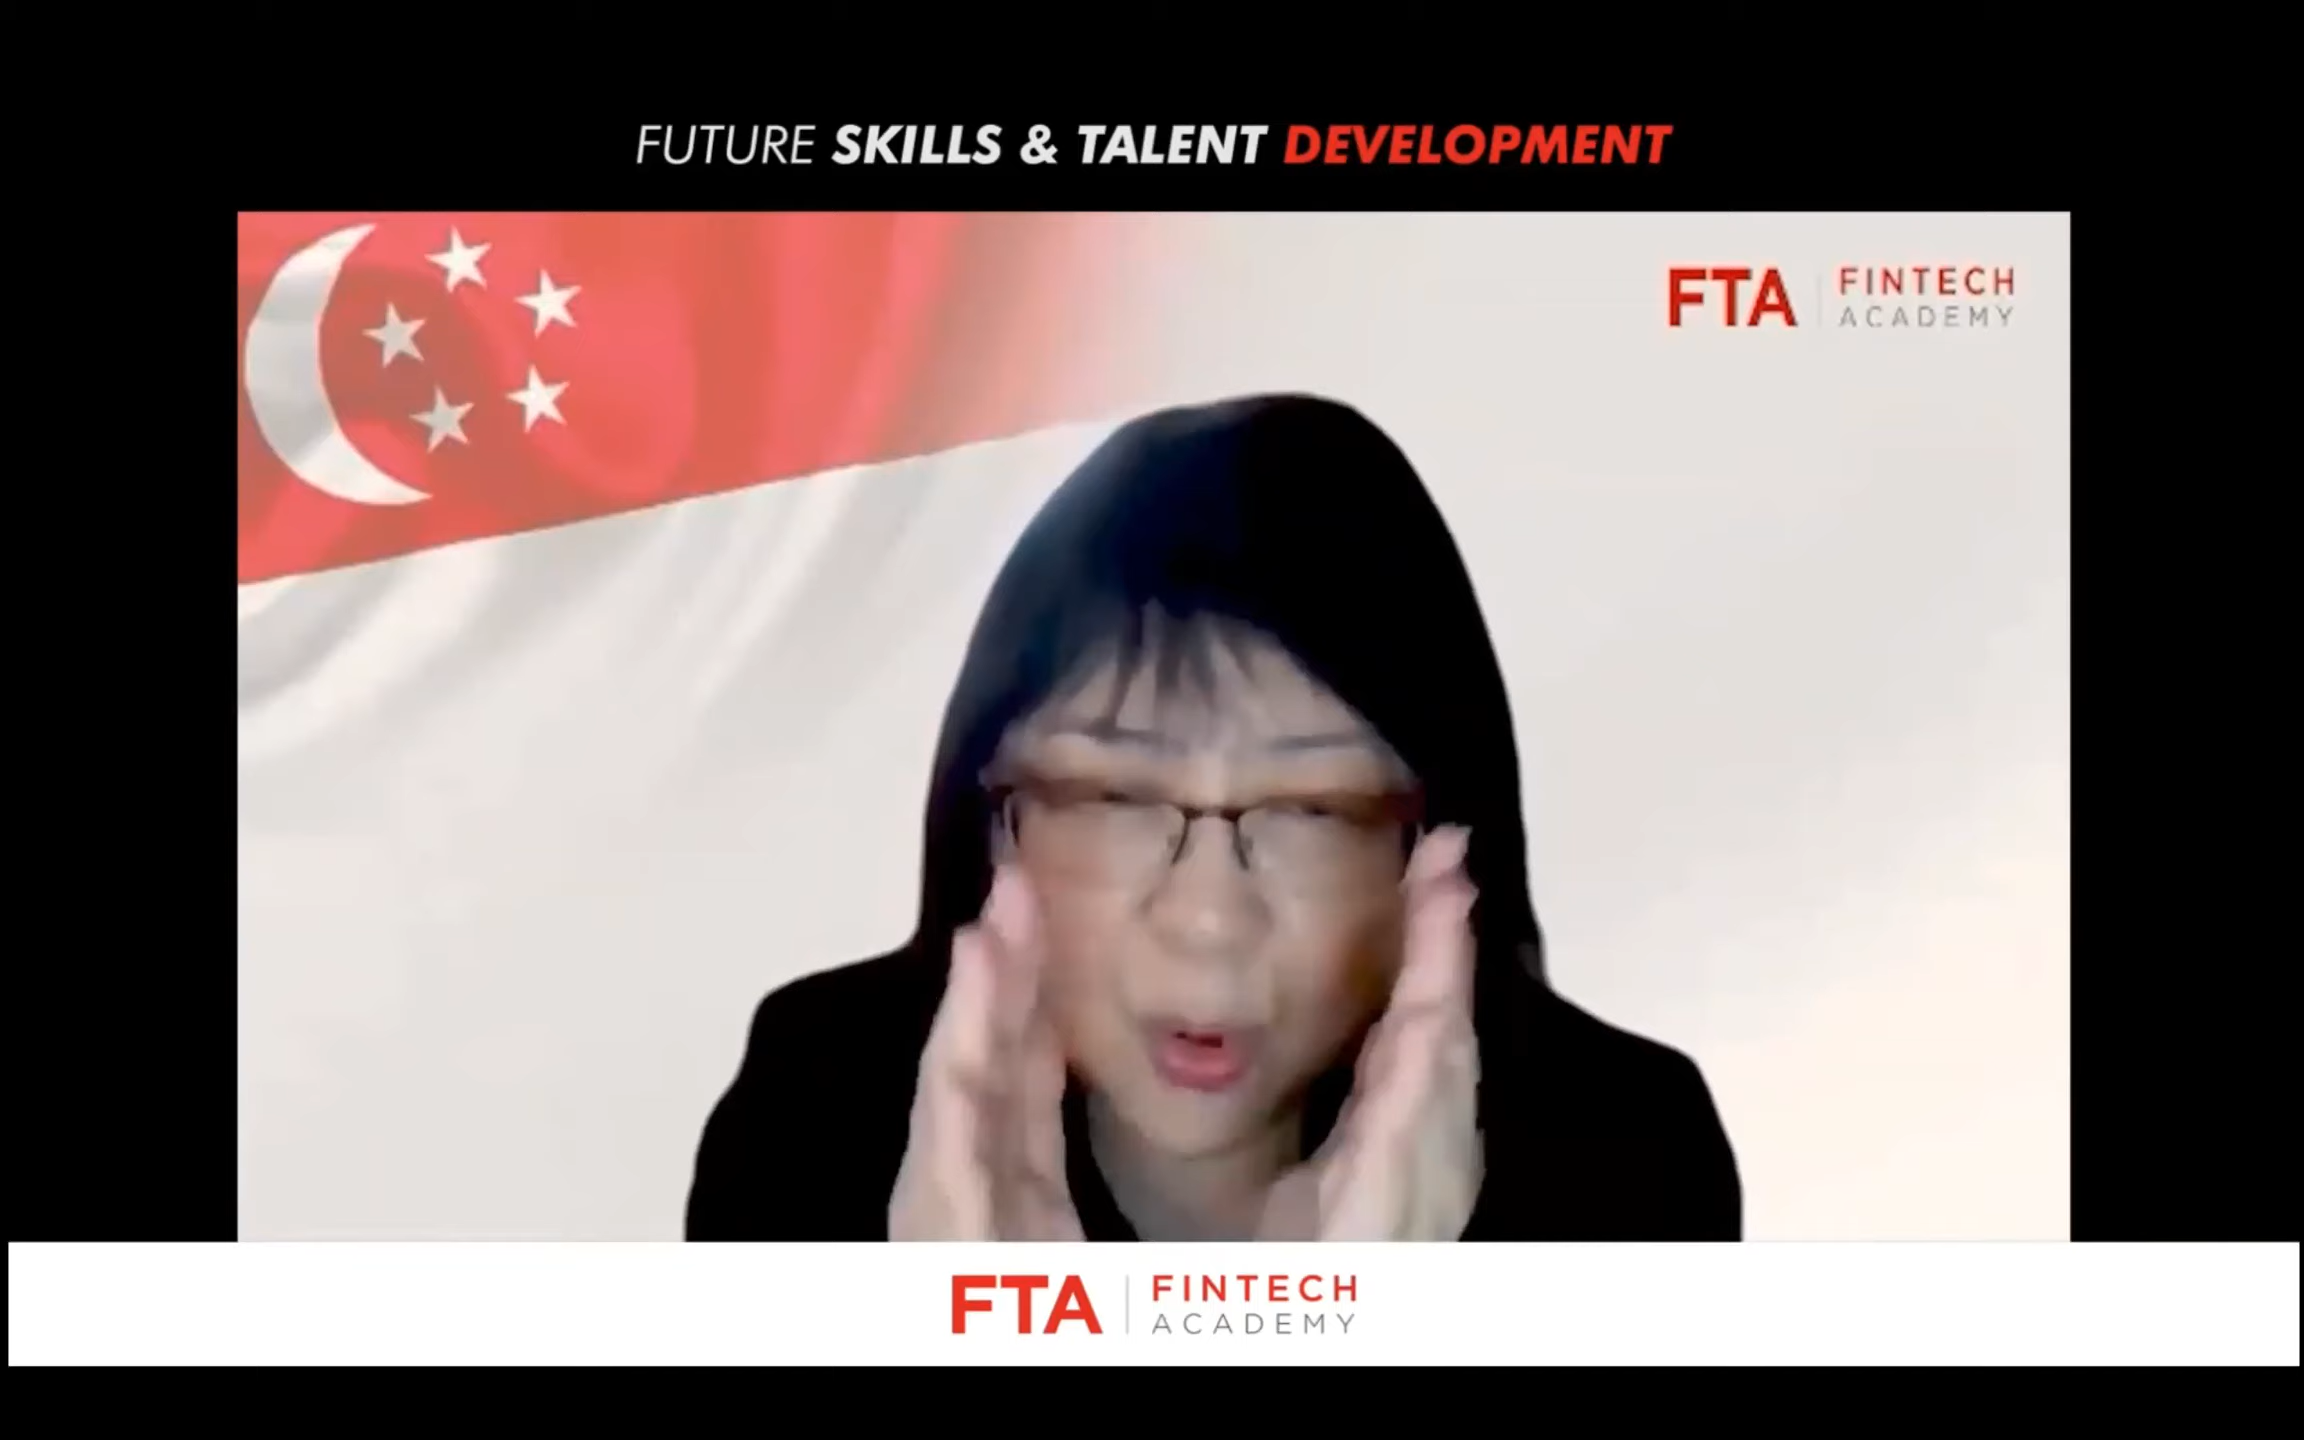 FUTURE SKILLS & TALENT DEVELOPMENT
FTA FINTECH
ACADEMY
FTA FINTECH
ACADEMY